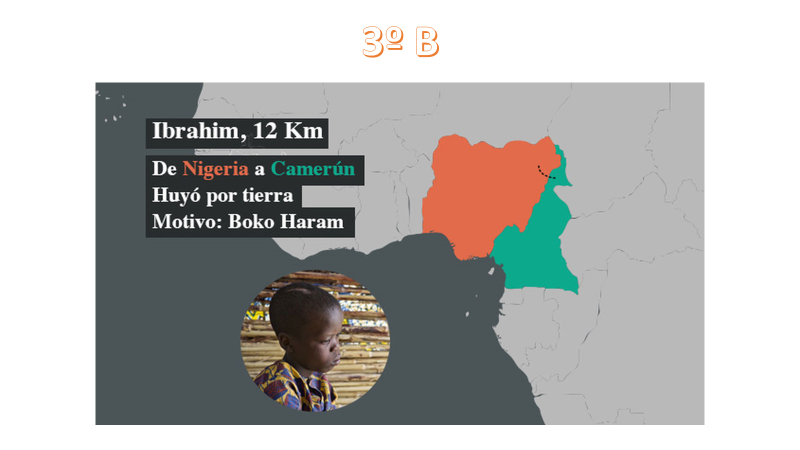 3º B
Ibrahim, 12 Km
De Nigeria a Camerún
Huyó por tierra
Motivo: Boko Haram